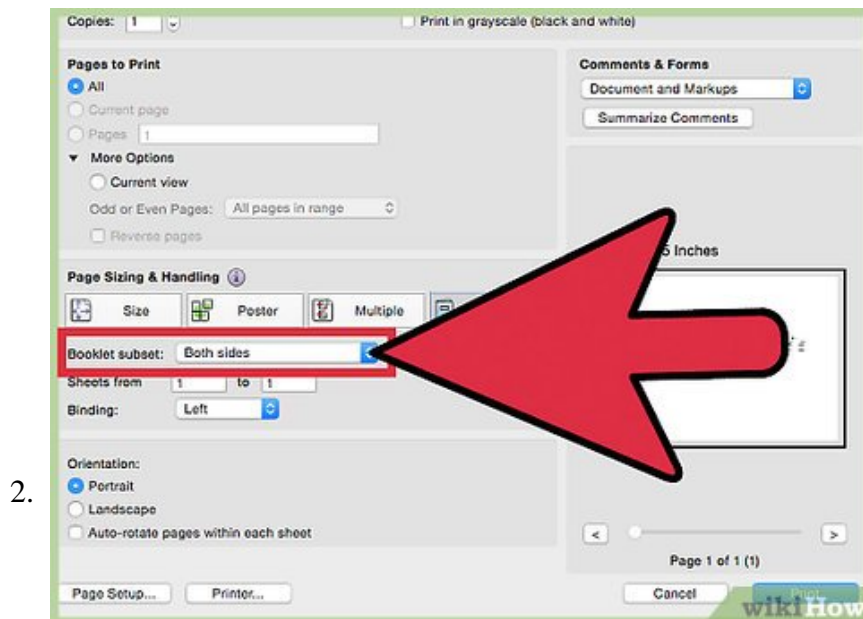 Copies: 1 Print in grayscale (black and white)
Pages to Print
All
Current page
Pages 1
More Options
Current view
Odd or Even Pages: All pages in range
Reverse pages
Comments & Forms
Document and Markups
Summarize Comments
Page Sizing & Handling
Size Poster Multiple
Booklet subset: Both sides
Sheets from 1 to 1
Binding: Left
5 Inches
Orientation:
Portrait
Landscape
Auto-rotate pages within each sheet
2.
< >
Page 1 of 1 (1)
Page Setup... Printer... Cancel Print
wikiHow